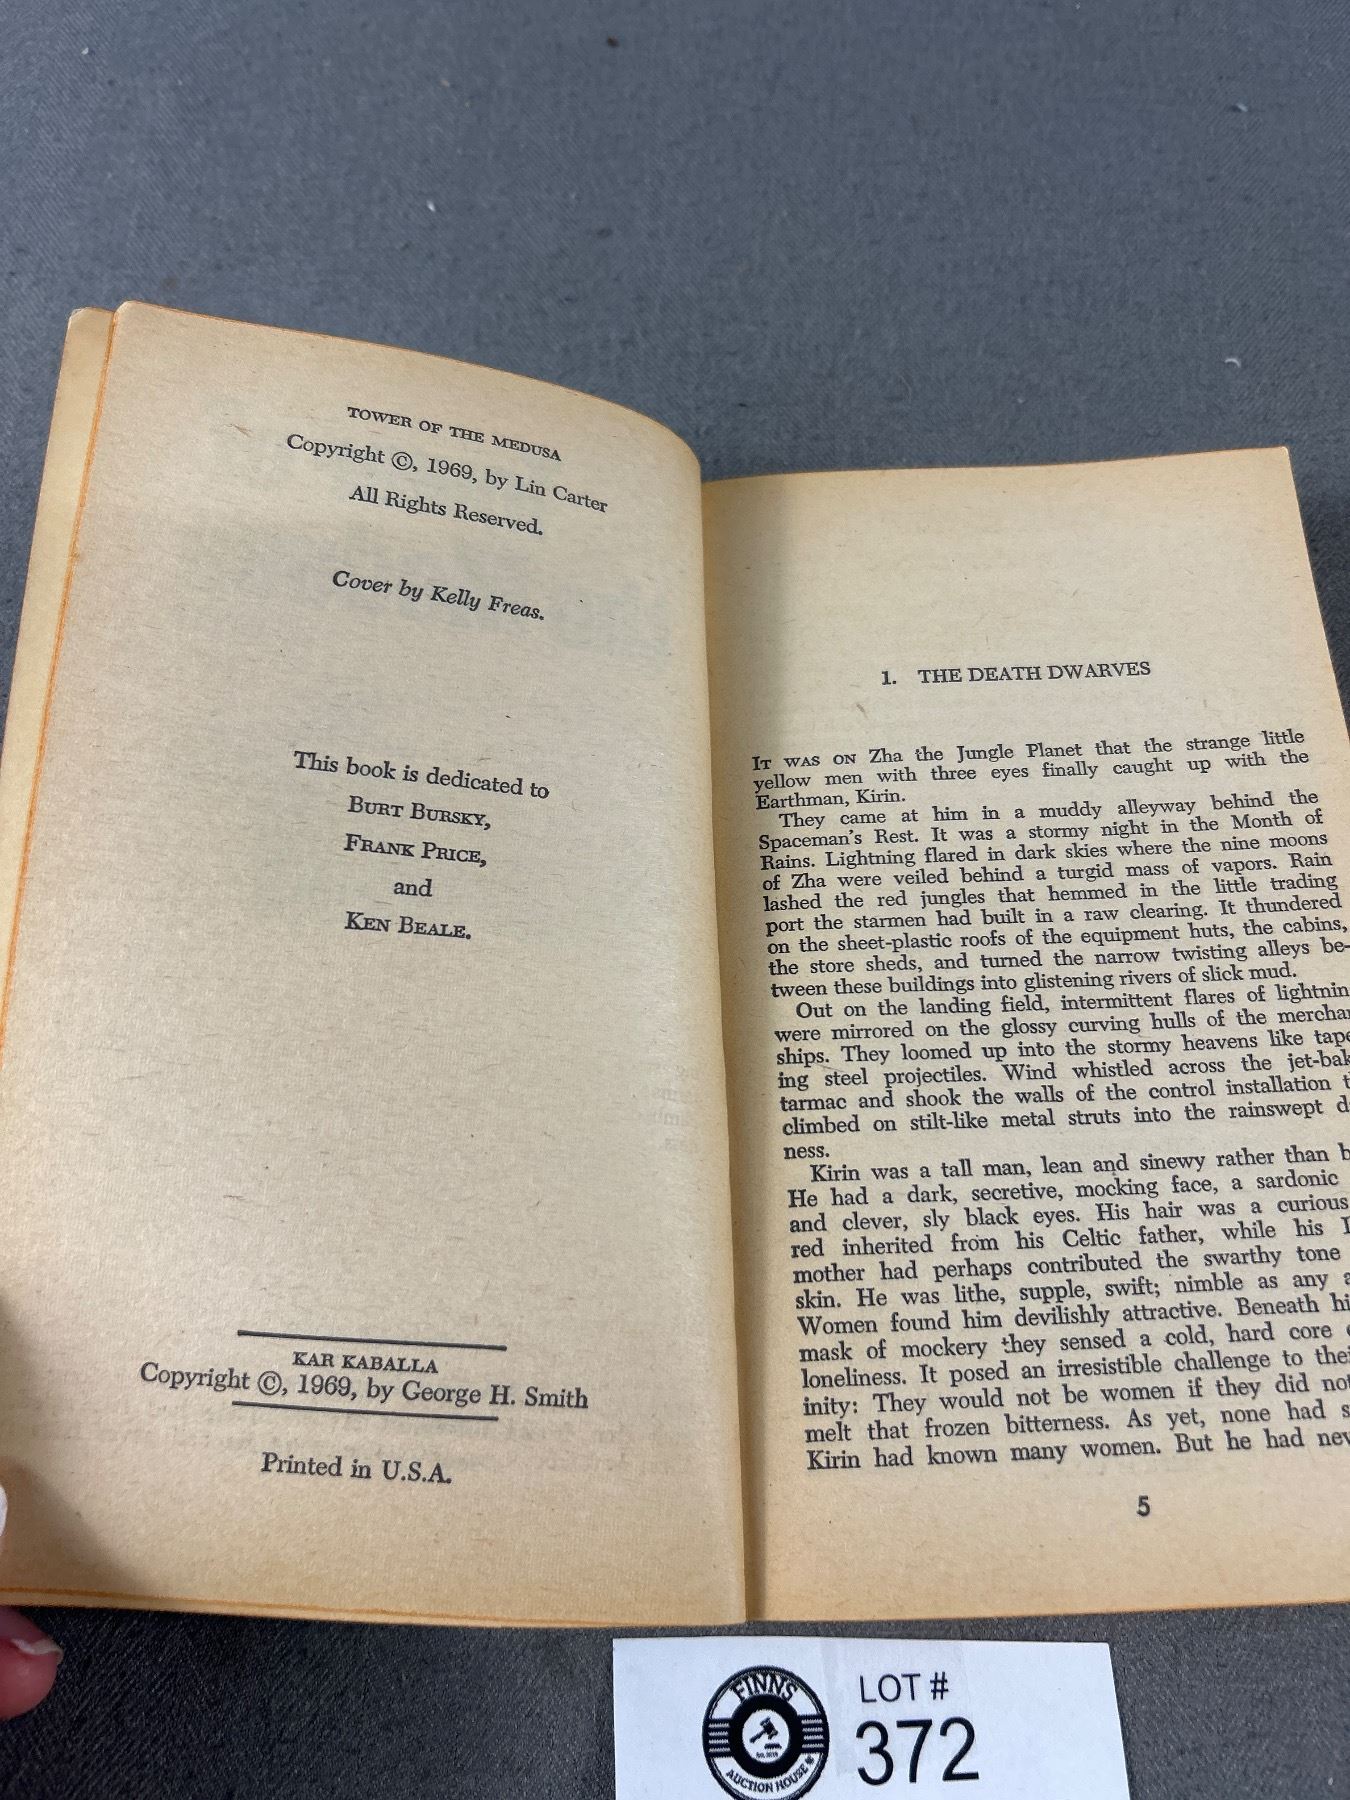 TOWER OF THE MEDUSA
Copyright ©, 1969, by Lin Carter
All Rights Reserved.
Cover by Kelly Freas.
This book is dedicated to
BURT BURSKY,
FRANK PRICE,
and
KEN BEALE.
KAR KABALLA
Copyright ©, 1969, by George H. Smith
Printed in U.S.A.
1. THE DEATH DWARVES
IT WAS ON Zha the Jungle Planet that the strange little
yellow men with three eyes finally caught up with the
Earthman, Kirin.
They came at him in a muddy alleyway behind the
Spaceman's Rest. It was a stormy night in the Month of
Rains. Lightning flared in dark skies where the nine moons
of Zha were veiled behind a turgid mass of vapors. Rain
lashed the red jungles that hemmed in the little trading
port the starmen had built in a raw clearing. It thundered
on the sheet-plastic roofs of the equipment huts, the cabins,
the store sheds, and turned the narrow twisting alleys be-
tween these buildings into glistening rivers of slick mud.
Out on the landing field, intermittent flares of lightnin
were mirrored on the glossy curving hulls of the merchan
ships. They loomed up into the stormy heavens like tape
ing steel projectiles. Wind whistled across the jet-bak
tarmac and shook the walls of the control installation t
climbed on stilt-like metal struts into the rainswept d
ness.
Kirin was a tall man, lean and sinewy rather than b
He had a dark, secretive, mocking face, a sardonic
and clever, sly black eyes. His hair was a curious
red inherited from his Celtic father, while his I
mother had perhaps contributed the swarthy tone
skin. He was lithe, supple, swift; nimble as any a
Women found him devilishly attractive. Beneath hi
mask of mockery they sensed a cold, hard core
loneliness. It posed an irresistible challenge to thei
inity: They would not be women if they did not
melt that frozen bitterness. As yet, none had s
Kirin had known many women. But he had nev
5
FINNS
AUCTION HOUSE
LOT #
372